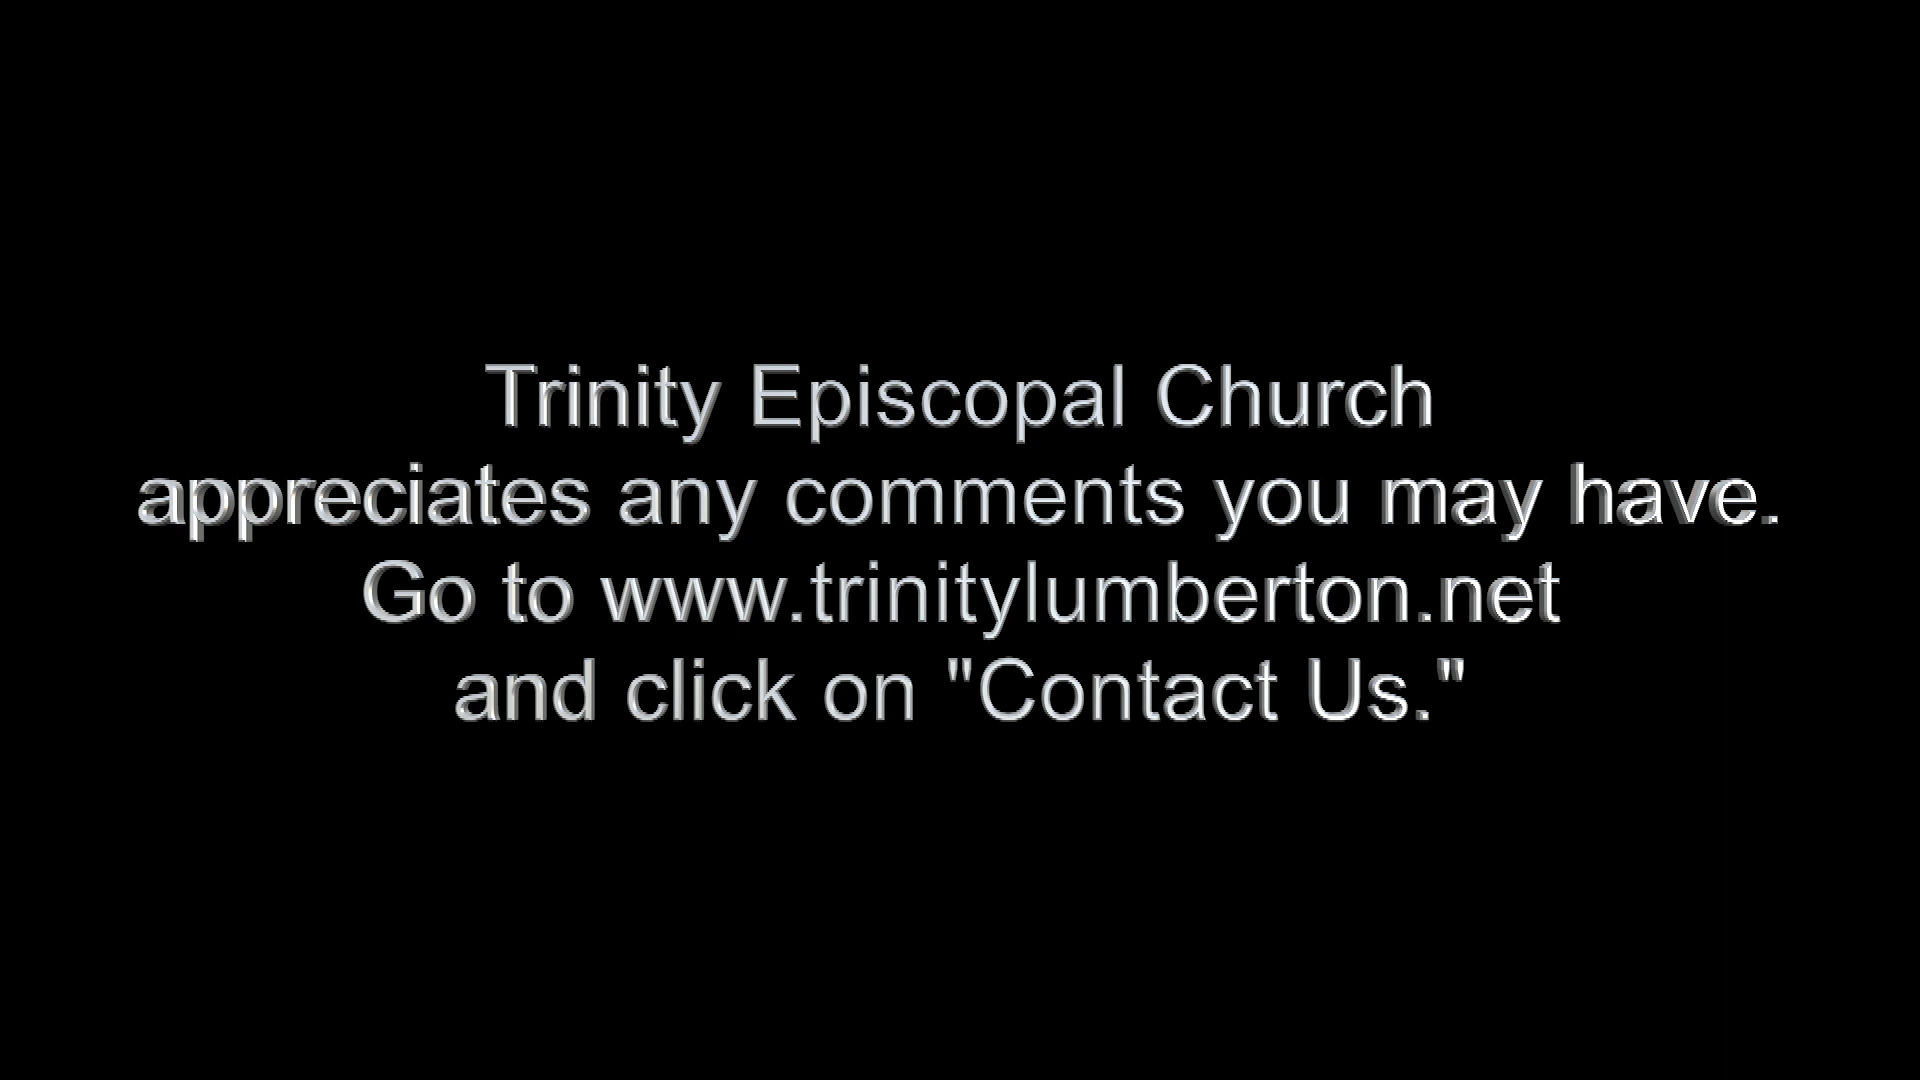 Trinity Episcopal Church
appreciates any comments you may have.
Go to www.trinitylumberton.net
and click on "Contact Us."